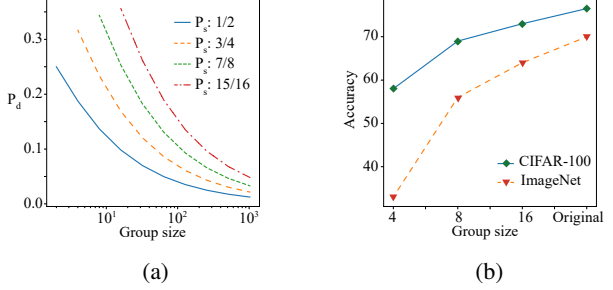 0.3
0.2
0.1
0.0
P_d
P_s: 1/2
P_s: 3/4
P_s: 7/8
P_s: 15/16
10^1
10^2
10^3
Group size
(a)
70
60
50
40
Accuracy
CIFAR-100
ImageNet
4
8
16
Original
Group size
(b)